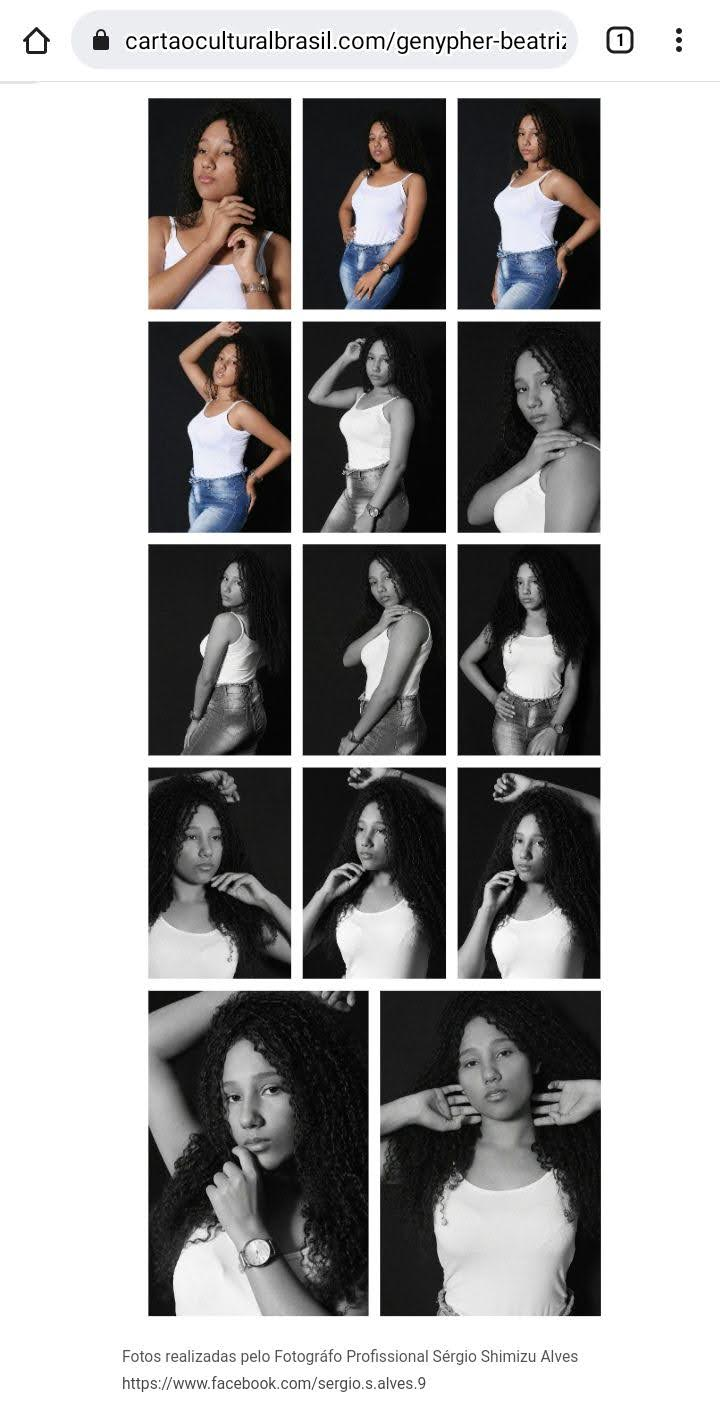 1
cartaoculturalbrasil.com/genypher-beatriz
Fotos realizadas pelo Fotográfo Profissional Sérgio Shimizu Alves
https://www.facebook.com/sergio.s.alves.9